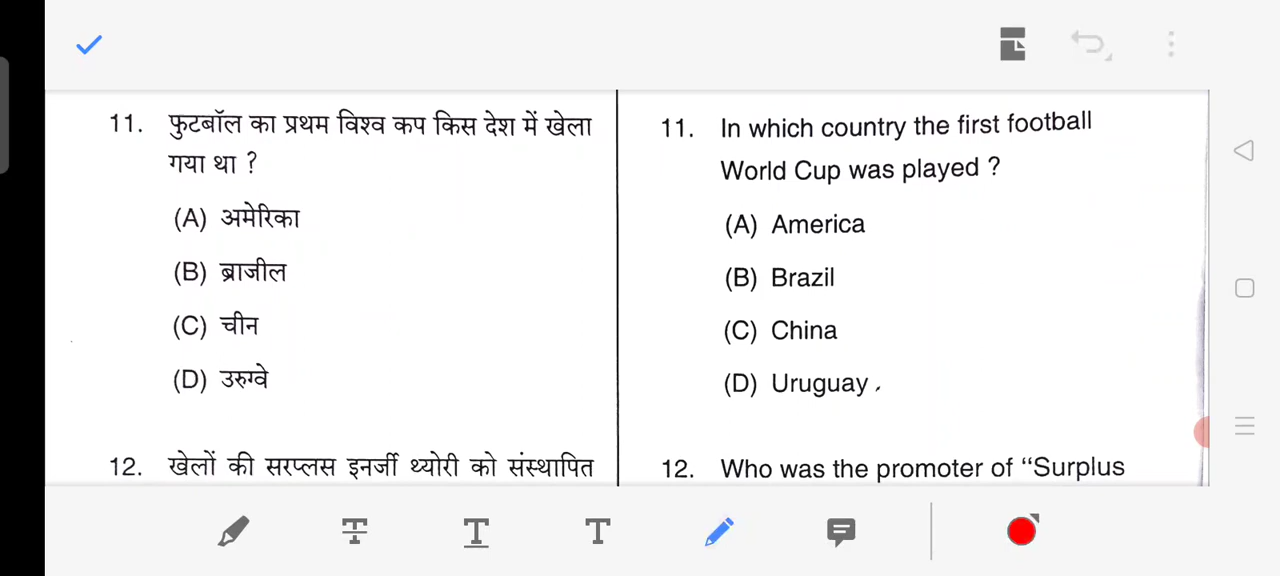 11. फुटबॉल का प्रथम विश्व कप किस देश में खेला
गया था ?
(A) अमेरिका
(B) ब्राजील
(C) चीन
(D) उरुग्वे
12. खेलों की सरप्लस इनर्जी थ्योरी को संस्थापित
11. In which country the first football
World Cup was played ?
(A) America
(B) Brazil
(C) China
(D) Uruguay
12. Who was the promoter of “Surplus